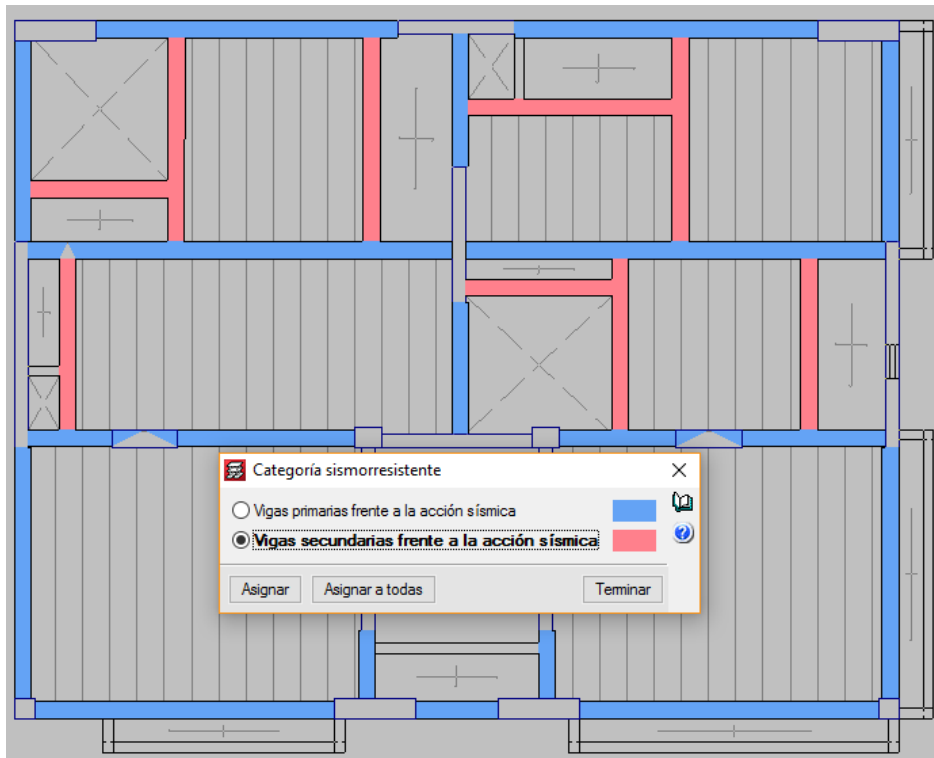 Categoría sismorresistente
Vigas primarias frente a la acción sísmica
Vigas secundarias frente a la acción sísmica
Asignar Asignar a todas Terminar